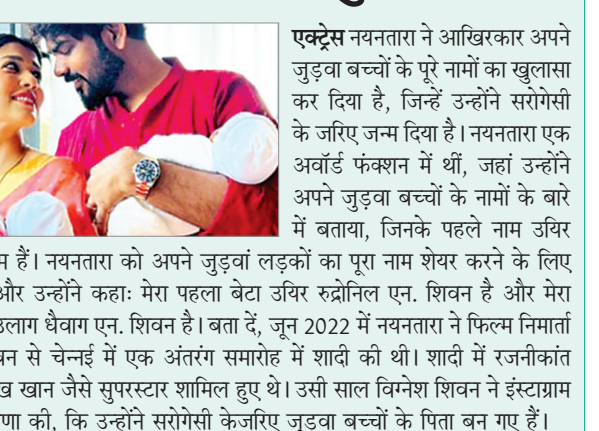 एक्ट्रेस नयनतारा ने आखिरकार अपने
जुड़वा बच्चों के पूरे नामों का खुलासा
कर दिया है, जिन्हें उन्होंने सरोगेसी
के जरिए जन्म दिया है। नयनतारा एक
अवॉर्ड फंक्शन में थीं, जहां उन्होंने
अपने जुड़वा बच्चों के नामों के बारे
में बताया, जिनके पहले नाम उयिर
हैं। नयनतारा को अपने जुड़वां लड़कों का पूरा नाम शेयर करने के लिए
और उन्होंने कहाः मेरा पहला बेटा उयिर रुद्रोनिल एन. शिवन है और मेरा
धैवाग एन. शिवन है। बता दें, जून 2022 में नयनतारा ने फिल्म निमार्ता
से चेन्नई में एक अंतरंग समारोह में शादी की थी। शादी में रजनीकांत
खान जैसे सुपरस्टार शामिल हुए थे। उसी साल विग्नेश शिवन ने इंस्टाग्राम
की, कि उन्होंने सरोगेसी केजरिए जुड़वा बच्चों के पिता बन गए हैं।